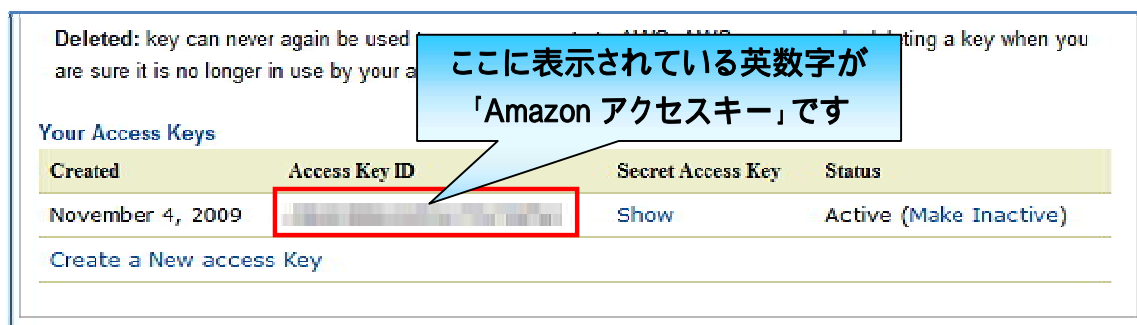 Deleted: key can never again be used ting a key when you
are sure it is no longer in use by your a
ここに表示されている英数字が
「Amazon アクセスキー」です
Your Access Keys
Created Access Key ID Secret Access Key Status
November 4, 2009 Show Active (Make Inactive)
Create a New access Key